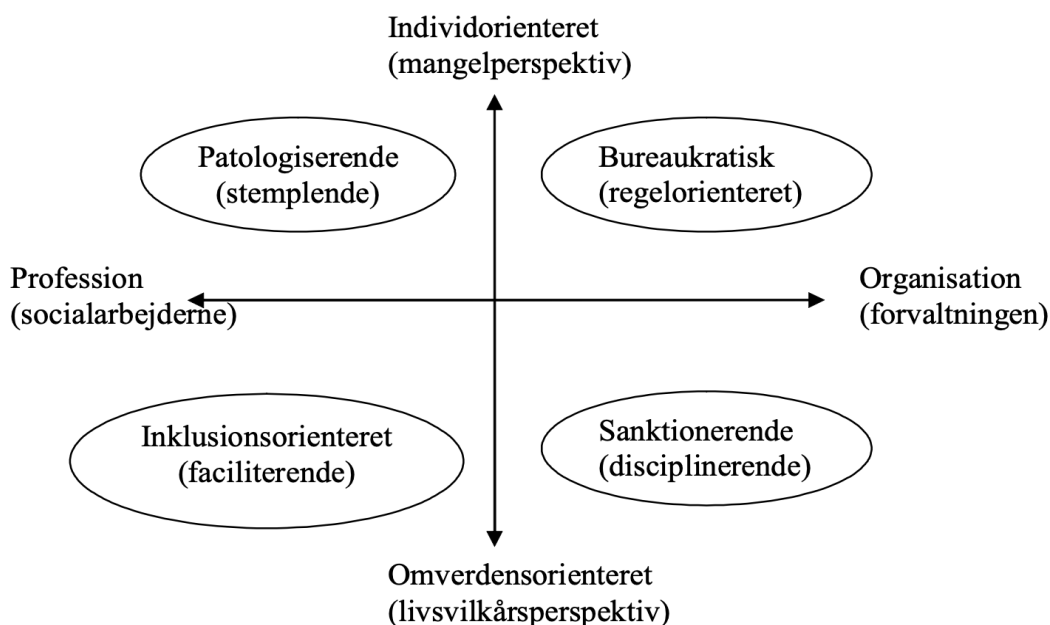 Individorienteret
(mangelperspektiv)
Patologiserende
(stemplende)
Bureaukratisk
(regelorienteret)
Profession
(socialarbejderne)
Organisation
(forvaltningen)
Inklusionsorienteret
(faciliterende)
Sanktionerende
(disciplinerende)
Omverdensorienteret
(livsvilkårsperspektiv)